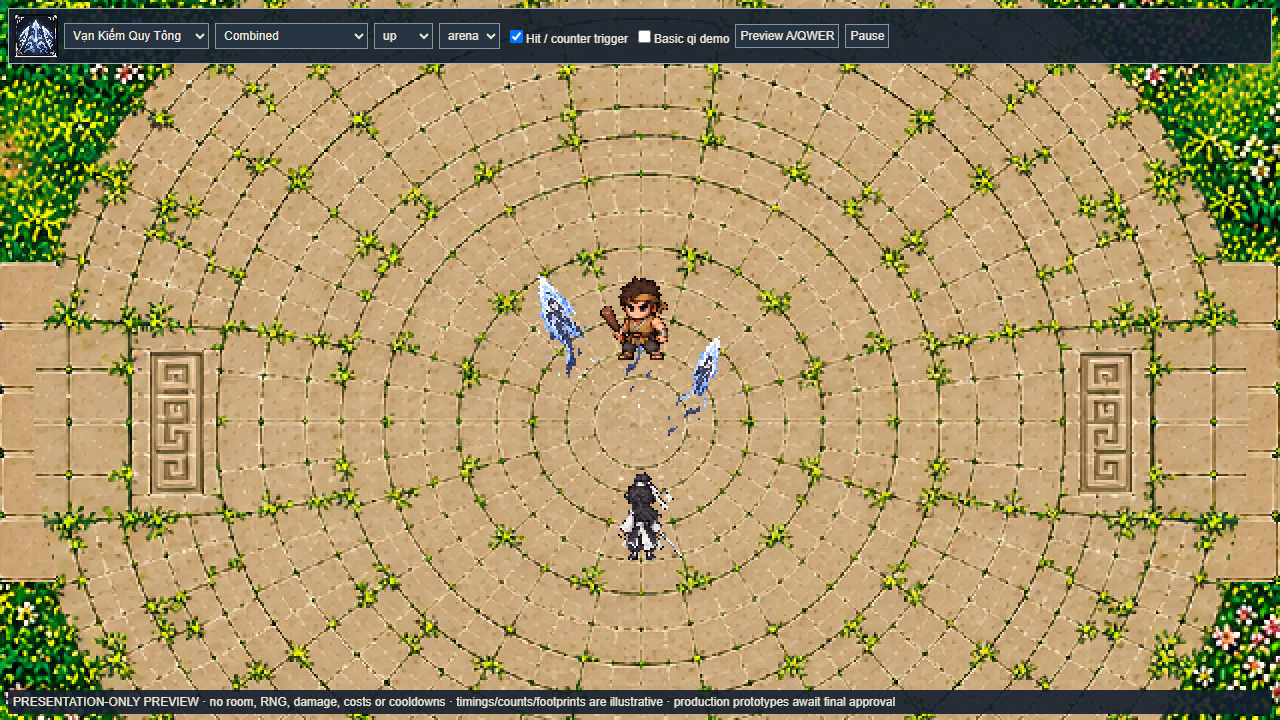 Vạn Kiếm Quy Tông Combined up arena Hit / counter trigger Basic qi demo Preview A/QWER Pause
PRESENTATION-ONLY PREVIEW · no room, RNG, damage, costs or cooldowns · timings/counts/footprints are illustrative · production prototypes await final approval